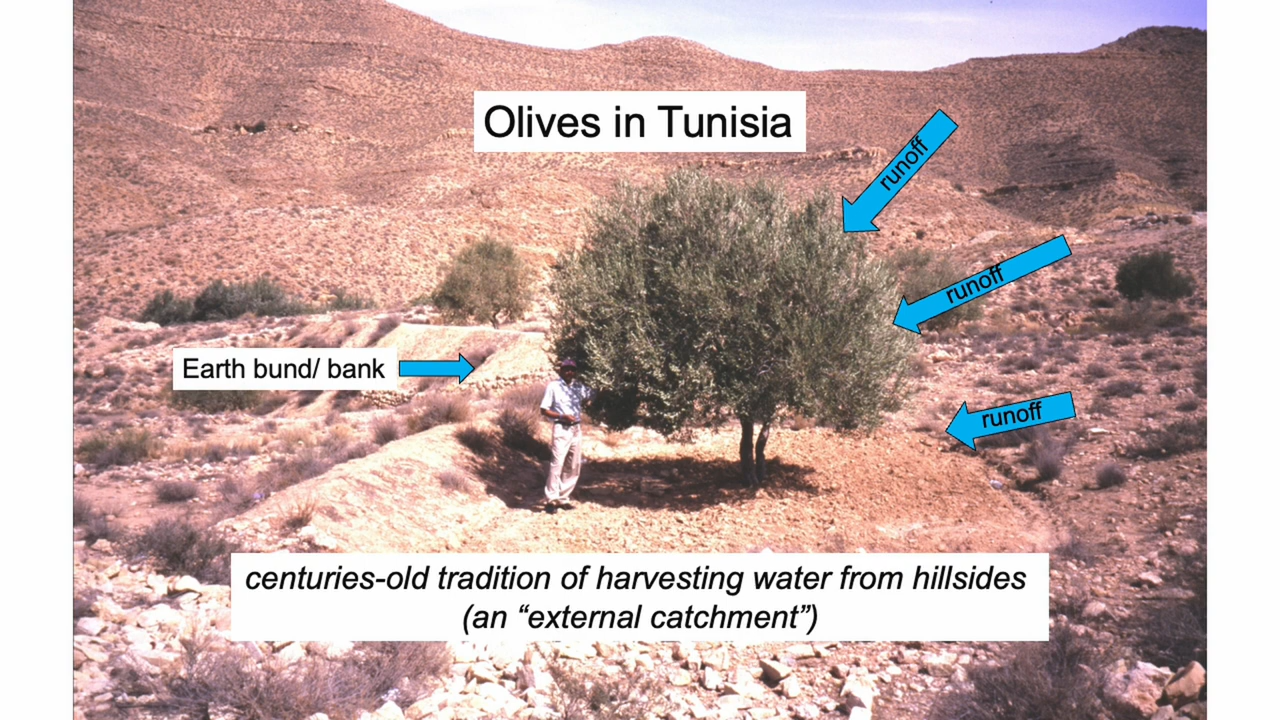 Olives in Tunisia
runoff
runoff
Earth bund/ bank
runoff
centuries-old tradition of harvesting water from hillsides
(an “external catchment”)